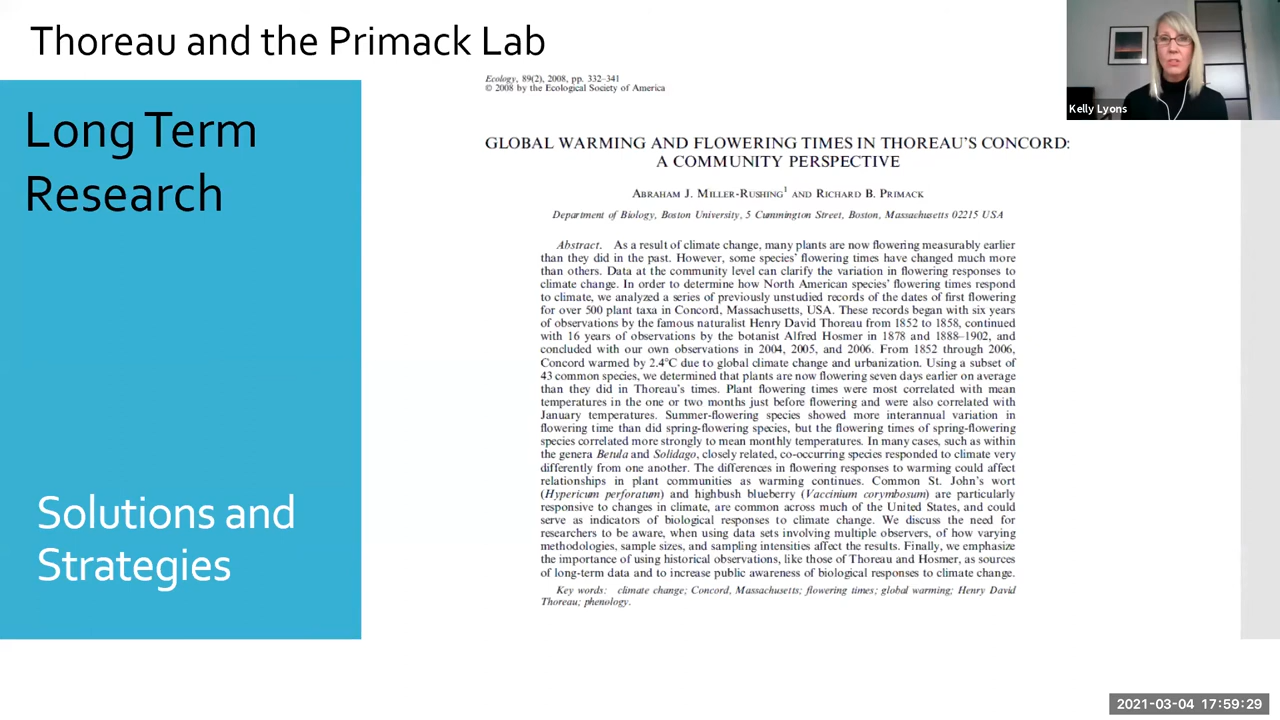 Thoreau and the Primack Lab
Long Term
Research
Solutions and
Strategies
Ecology, 89(2), 2008, pp. 332–341
© 2008 by the Ecological Society of America
GLOBAL WARMING AND FLOWERING TIMES IN THOREAU'S CONCORD:
A COMMUNITY PERSPECTIVE
ABRAHAM J. MILLER-RUSHING¹ AND RICHARD B. PRIMACK
Department of Biology, Boston University, 5 Cummington Street, Boston, Massachusetts 02215 USA
Abstract. As a result of climate change, many plants are now flowering measurably earlier
than they did in the past. However, some species' flowering times have changed much more
than others. Data at the community level can clarify the variation in flowering responses to
climate change. In order to determine how North American species' flowering times respond
to climate, we analyzed a series of previously unstudied records of the dates of first flowering
for over 500 plant taxa in Concord, Massachusetts, USA. These records began with six years
of observations by the famous naturalist Henry David Thoreau from 1852 to 1858, continued
with 16 years of observations by the botanist Alfred Hosmer in 1878 and 1888–1902, and
concluded with our own observations in 2004, 2005, and 2006. From 1852 through 2006,
Concord warmed by 2.4°C due to global climate change and urbanization. Using a subset of
43 common species, we determined that plants are now flowering seven days earlier on average
than they did in Thoreau's times. Plant flowering times were most correlated with mean
temperatures in the one or two months just before flowering and were also correlated with
January temperatures. Summer-flowering species showed more interannual variation in
flowering time than did spring-flowering species, but the flowering times of spring-flowering
species correlated more strongly to mean monthly temperatures. In many cases, such as within
the genera Betula and Solidago, closely related, co-occurring species responded to climate very
differently from one another. The differences in flowering responses to warming could affect
relationships in plant communities as warming continues. Common St. John's wort
(Hypericum perforatum) and highbush blueberry (Vaccinium corymbosum) are particularly
responsive to changes in climate, are common across much of the United States, and could
serve as indicators of biological responses to climate change. We discuss the need for
researchers to be aware, when using data sets involving multiple observers, of how varying
methodologies, sample sizes, and sampling intensities affect the results. Finally, we emphasize
the importance of using historical observations, like those of Thoreau and Hosmer, as sources
of long-term data and to increase public awareness of biological responses to climate change.
Key words: climate change; Concord, Massachusetts; flowering times; global warming; Henry David
Thoreau; phenology.
Kelly Lyons
2021-03-04 17:59:29